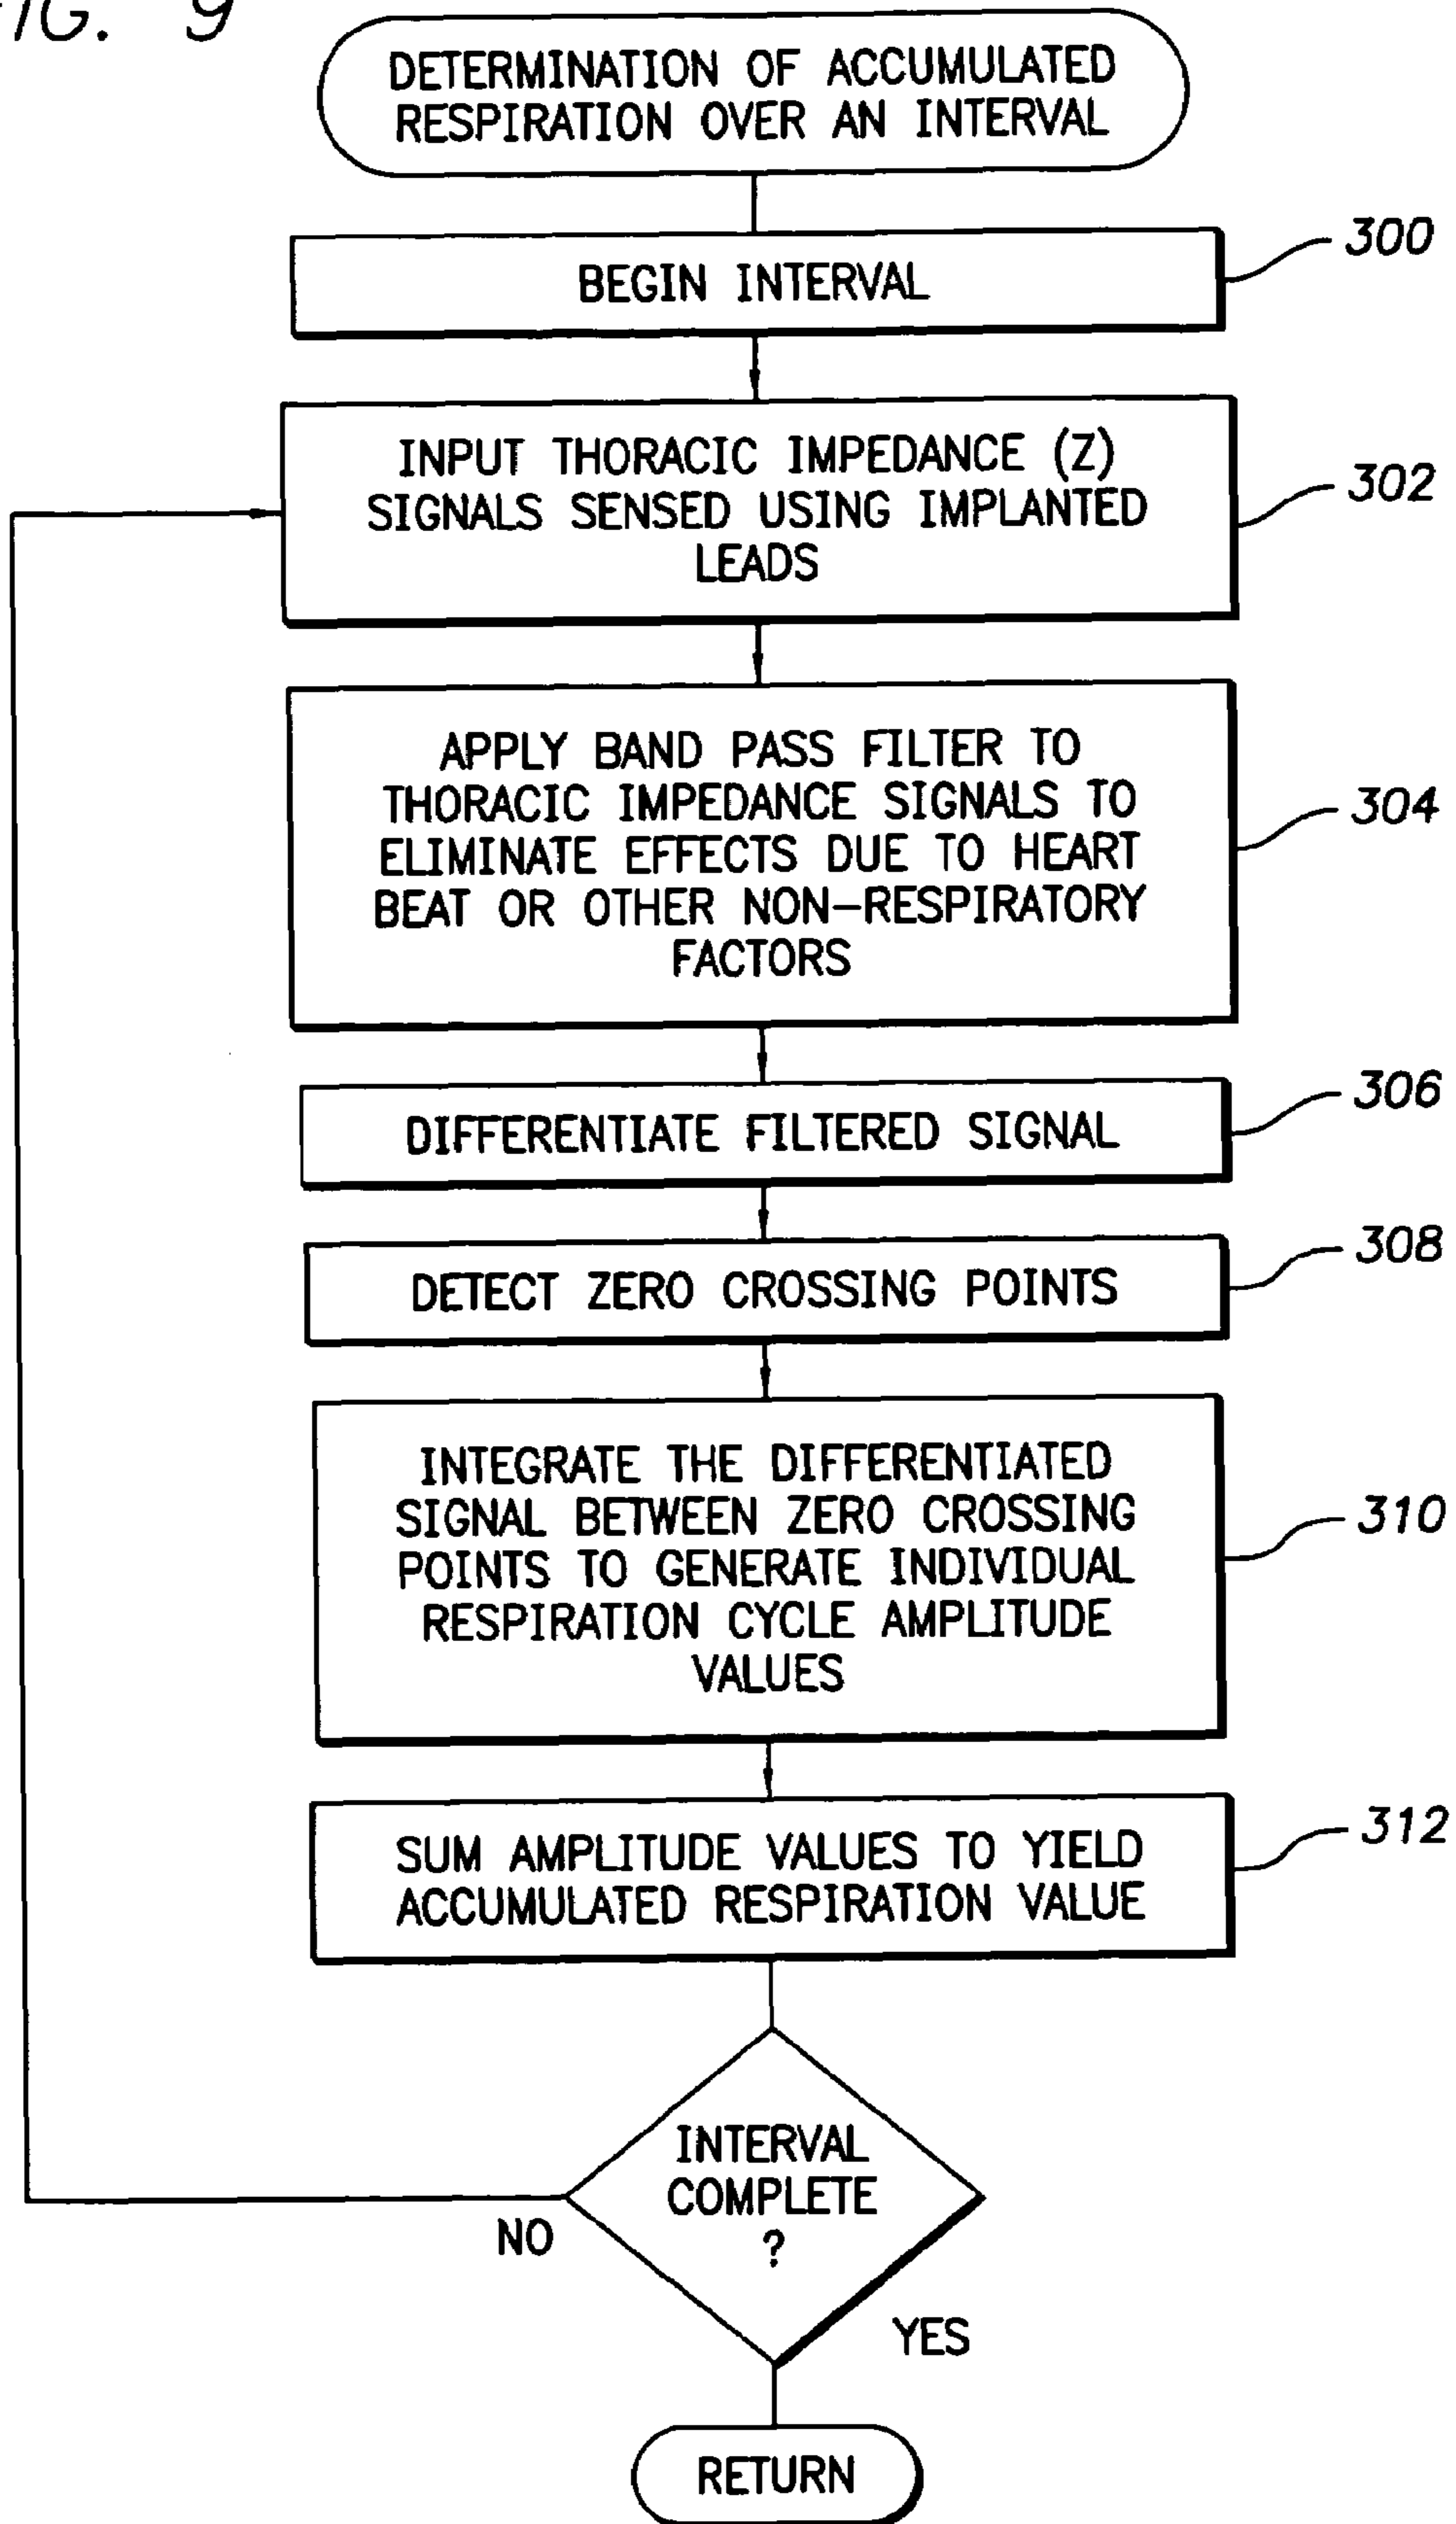 FIG. 9
DETERMINATION OF ACCUMULATED
RESPIRATION OVER AN INTERVAL
BEGIN INTERVAL
300
INPUT THORACIC IMPEDANCE (Z)
SIGNALS SENSED USING IMPLANTED
LEADS
302
APPLY BAND PASS FILTER TO
THORACIC IMPEDANCE SIGNALS TO
ELIMINATE EFFECTS DUE TO HEART
BEAT OR OTHER NON-RESPIRATORY
FACTORS
304
DIFFERENTIATE FILTERED SIGNAL
306
DETECT ZERO CROSSING POINTS
308
INTEGRATE THE DIFFERENTIATED
SIGNAL BETWEEN ZERO CROSSING
POINTS TO GENERATE INDIVIDUAL
RESPIRATION CYCLE AMPLITUDE
VALUES
310
SUM AMPLITUDE VALUES TO YIELD
ACCUMULATED RESPIRATION VALUE
312
INTERVAL
COMPLETE
?
NO
YES
RETURN